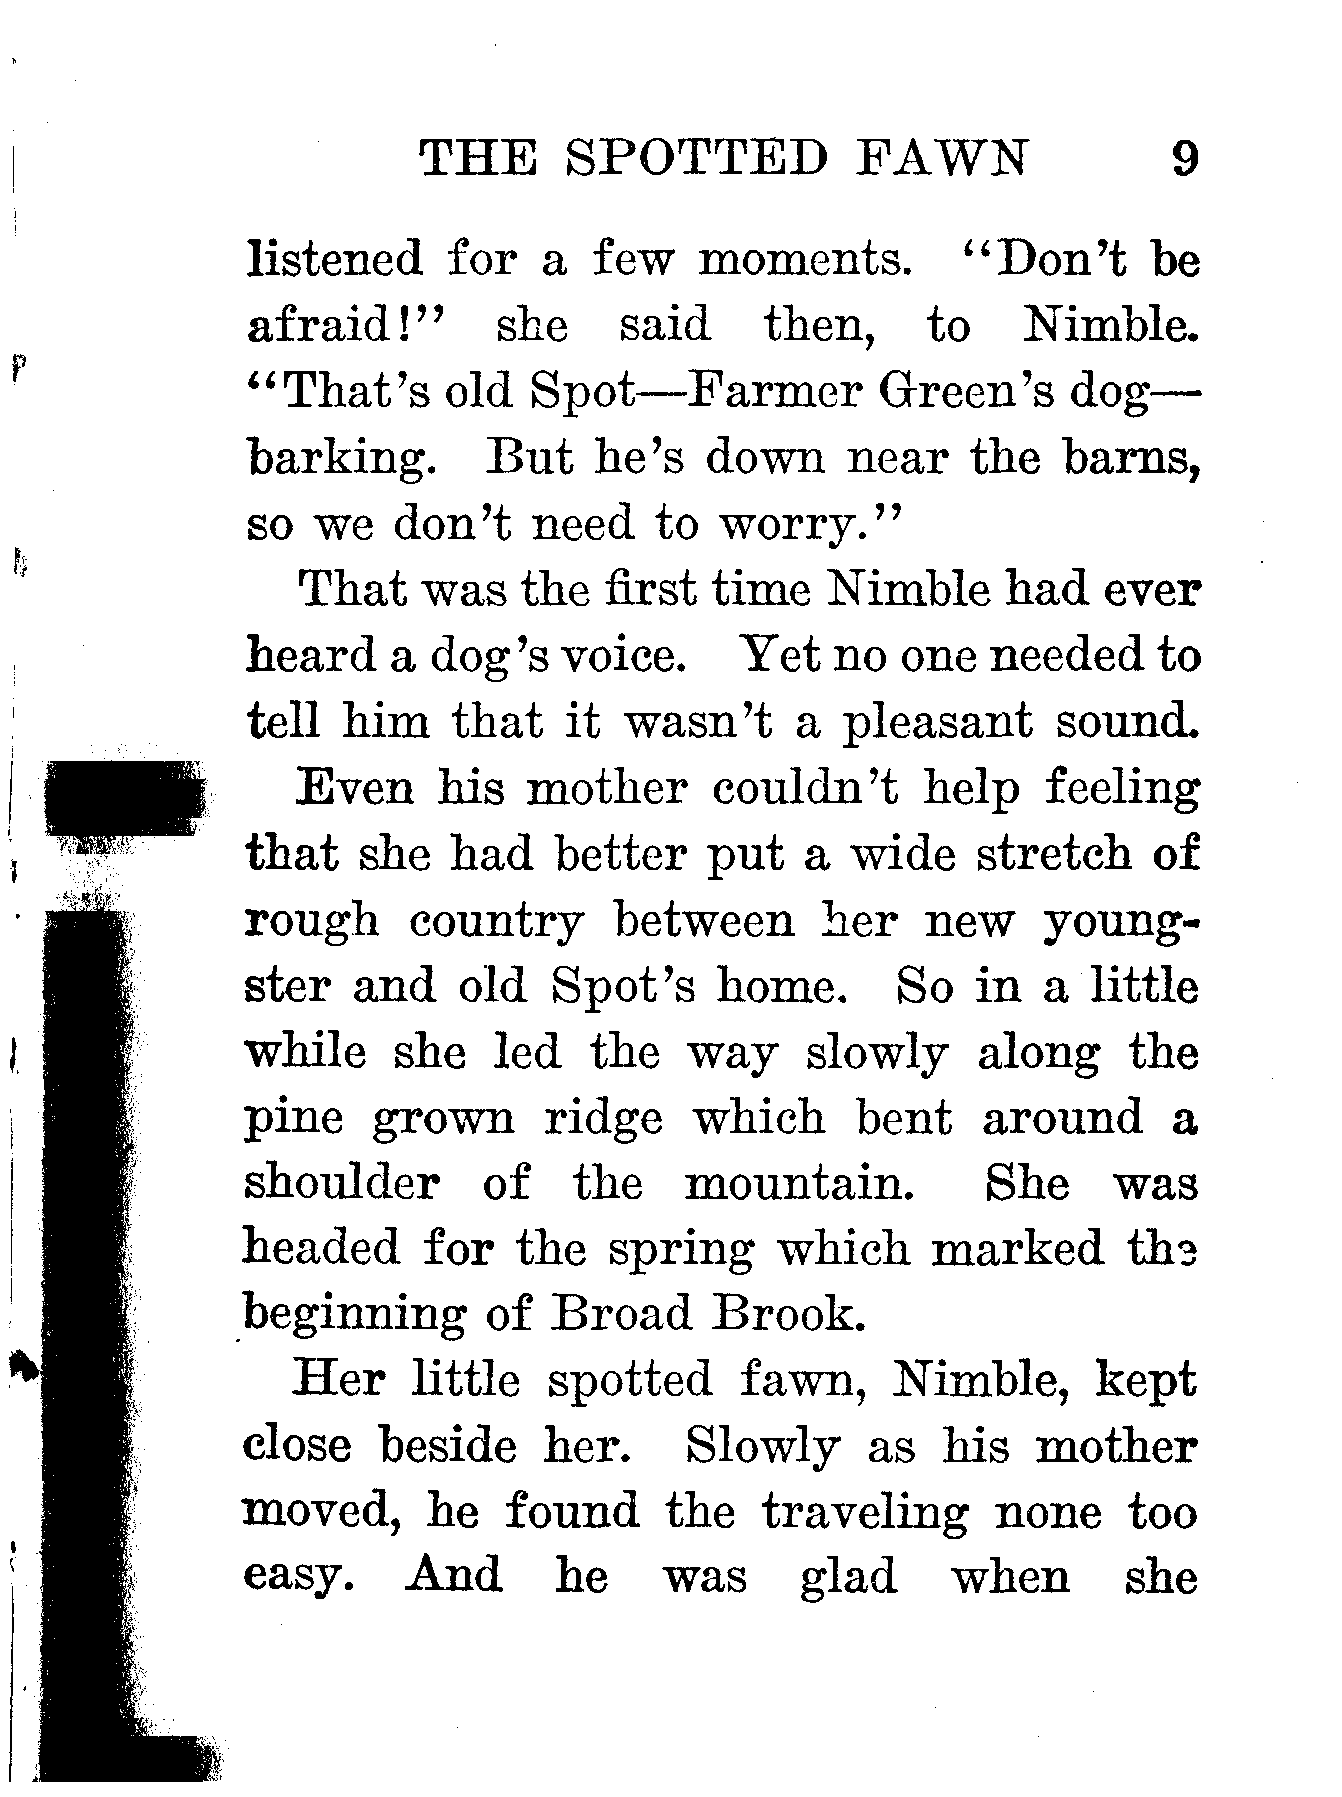 THE SPOTTED FAWN 9
listened for a few moments. "Don't be
afraid!" she said then, to Nimble.
"That's old Spot—Farmer Green's dog—
barking. But he's down near the barns,
so we don't need to worry."
That was the first time Nimble had ever
heard a dog's voice. Yet no one needed to
tell him that it wasn't a pleasant sound.
Even his mother couldn't help feeling
that she had better put a wide stretch of
rough country between her new young-
ster and old Spot's home. So in a little
while she led the way slowly along the
pine grown ridge which bent around a
shoulder of the mountain. She was
headed for the spring which marked the
beginning of Broad Brook.
Her little spotted fawn, Nimble, kept
close beside her. Slowly as his mother
moved, he found the traveling none too
easy. And he was glad when she